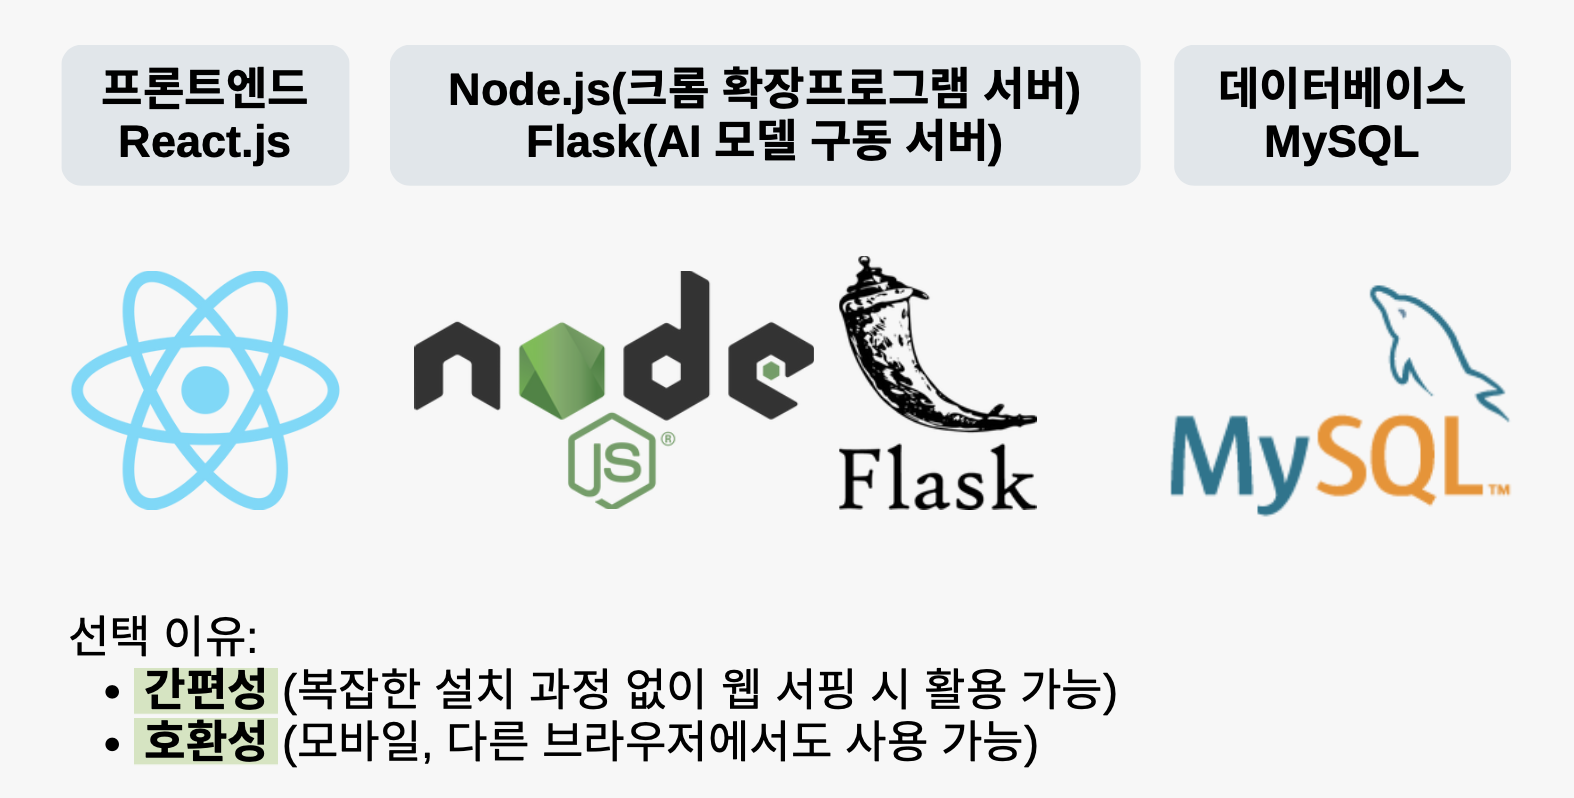 프론트엔드
React.js
Node.js(크롬 확장프로그램 서버)
Flask(AI 모델 구동 서버)
데이터베이스
MySQL
node
JS®
Flask
MySQL™
선택 이유:
• 간편성 (복잡한 설치 과정 없이 웹 서핑 시 활용 가능)
• 호환성 (모바일, 다른 브라우저에서도 사용 가능)